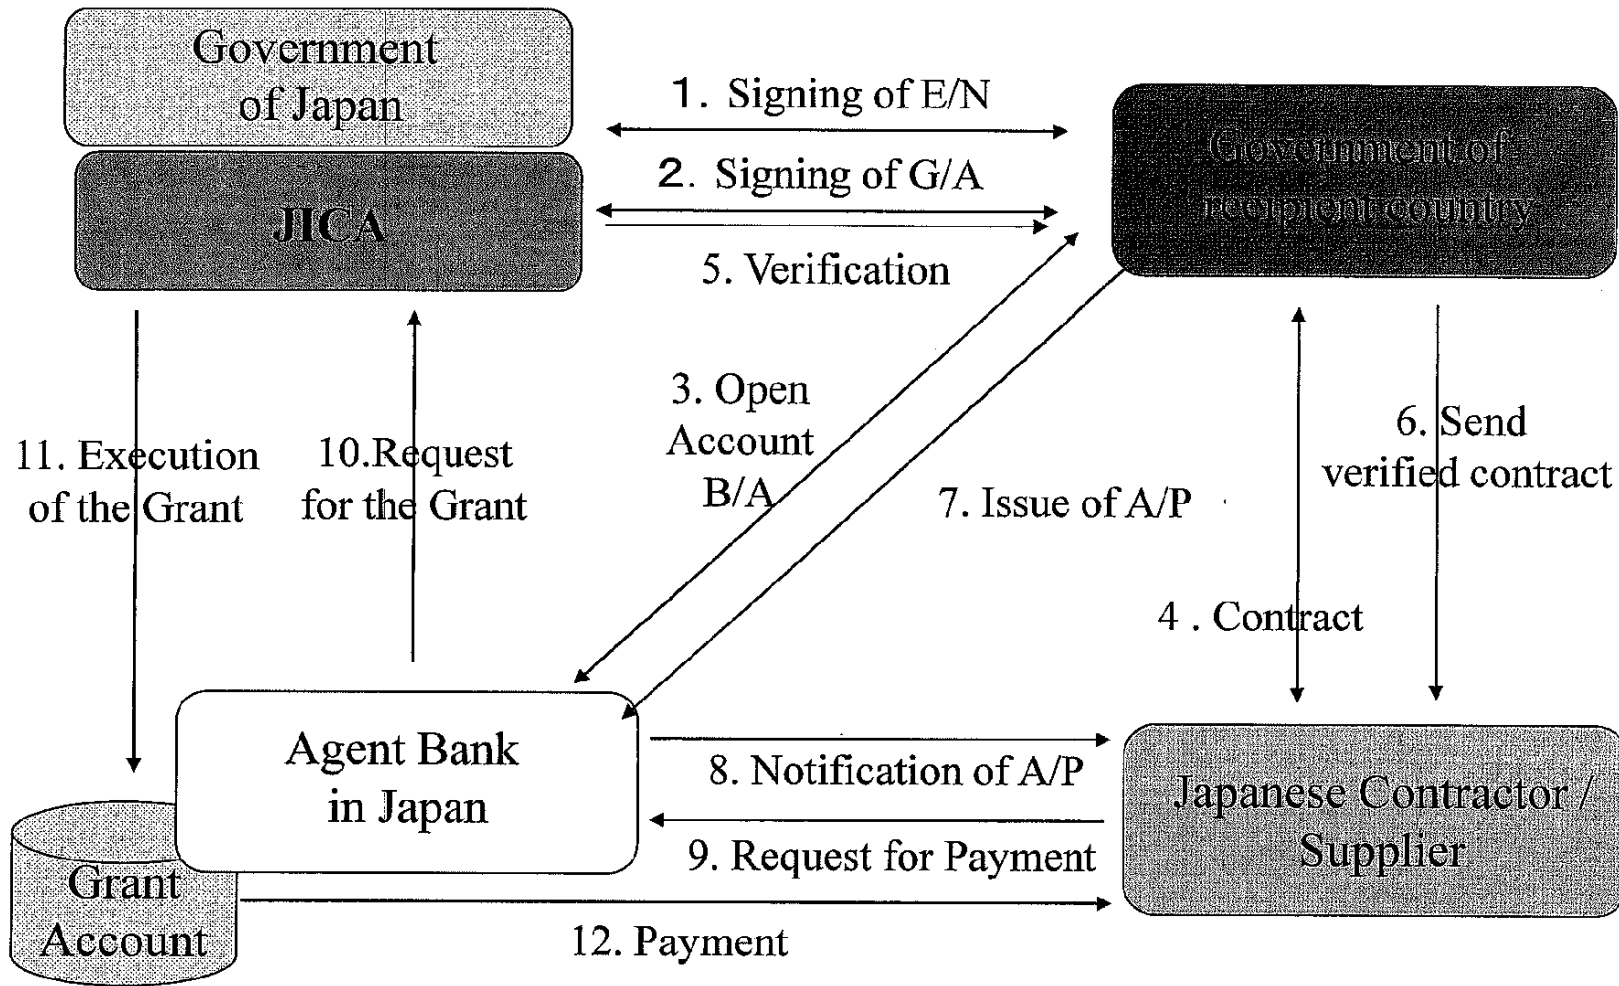 Government
of Japan
1. Signing of E/N
Government of
recipient country
2. Signing of G/A
JICA
5. Verification
3. Open
Account
B/A
6. Send
verified contract
11. Execution
of the Grant
10.Request
for the Grant
7. Issue of A/P
4 . Contract
Agent Bank
in Japan
8. Notification of A/P
Japanese Contractor /
Supplier
9. Request for Payment
Grant
Account
12. Payment